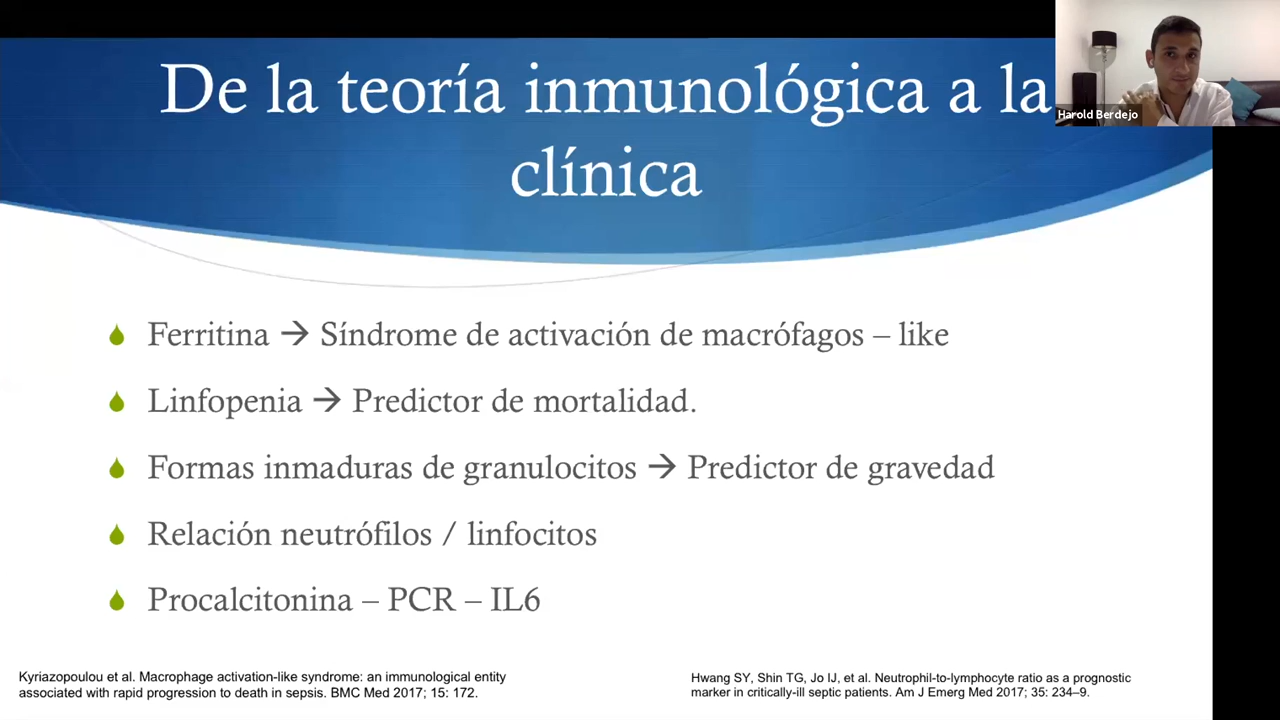 De la teoría inmunológica a la
clínica
Harold Berdejo
Ferritina → Síndrome de activación de macrófagos – like
Linfopenia → Predictor de mortalidad.
Formas inmaduras de granulocitos → Predictor de gravedad
Relación neutrófilos / linfocitos
Procalcitonina – PCR – IL6
Kyriazopoulou et al. Macrophage activation-like syndrome: an immunological entity
associated with rapid progression to death in sepsis. BMC Med 2017; 15: 172.
Hwang SY, Shin TG, Jo IJ, et al. Neutrophil-to-lymphocyte ratio as a prognostic
marker in critically-ill septic patients. Am J Emerg Med 2017; 35: 234–9.